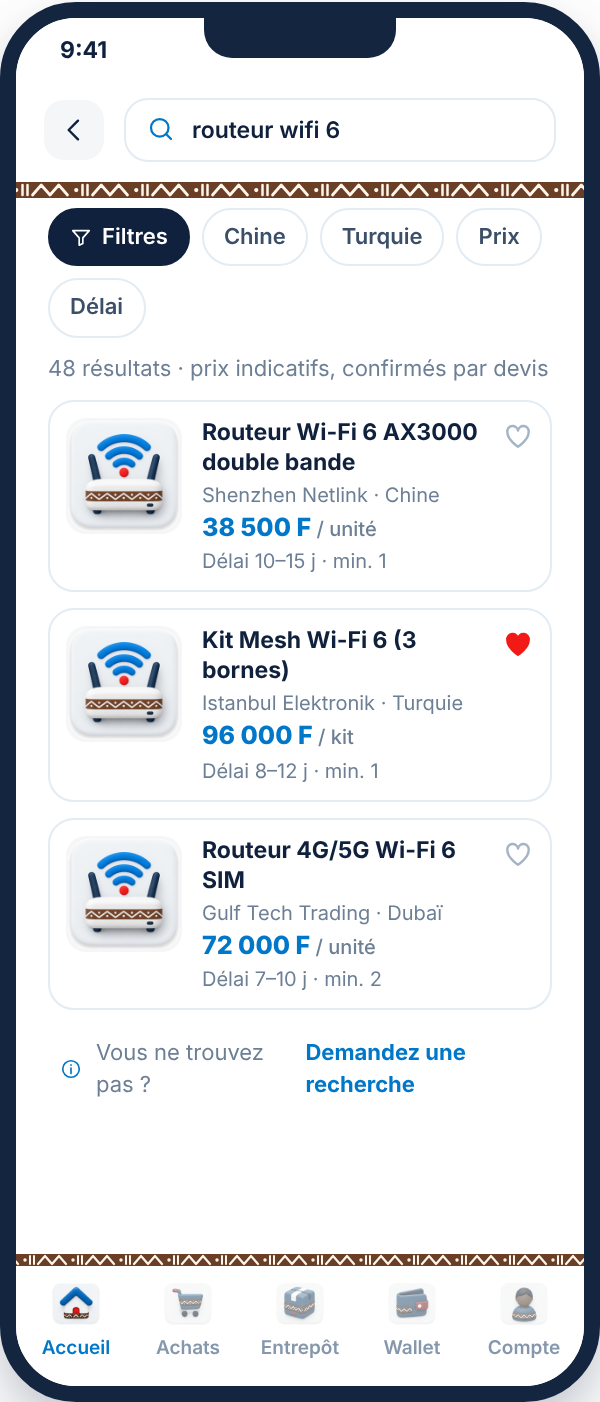 9:41
routeur wifi 6
Filtres
Chine
Turquie
Prix
Délai
48 résultats · prix indicatifs, confirmés par devis
Routeur Wi-Fi 6 AX3000
double bande
Shenzhen Netlink · Chine
38 500 F / unité
Délai 10–15 j · min. 1
Kit Mesh Wi-Fi 6 (3
bornes)
Istanbul Elektronik · Turquie
96 000 F / kit
Délai 8–12 j · min. 1
Routeur 4G/5G Wi-Fi 6
SIM
Gulf Tech Trading · Dubaï
72 000 F / unité
Délai 7–10 j · min. 2
Vous ne trouvez
pas ?
Demandez une
recherche
Accueil
Achats
Entrepôt
Wallet
Compte